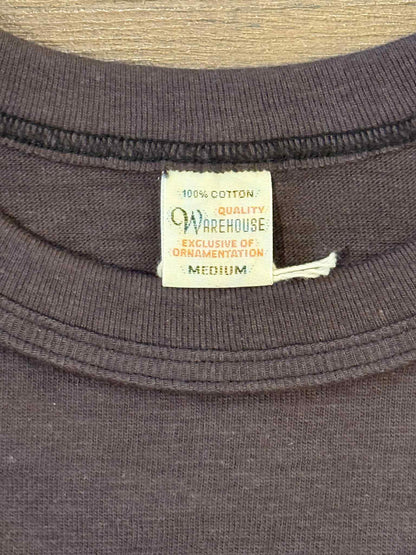 100% COTTON
QUALITY
WAREHOUSE
EXCLUSIVE OF
ORNAMENTATION
MEDIUM